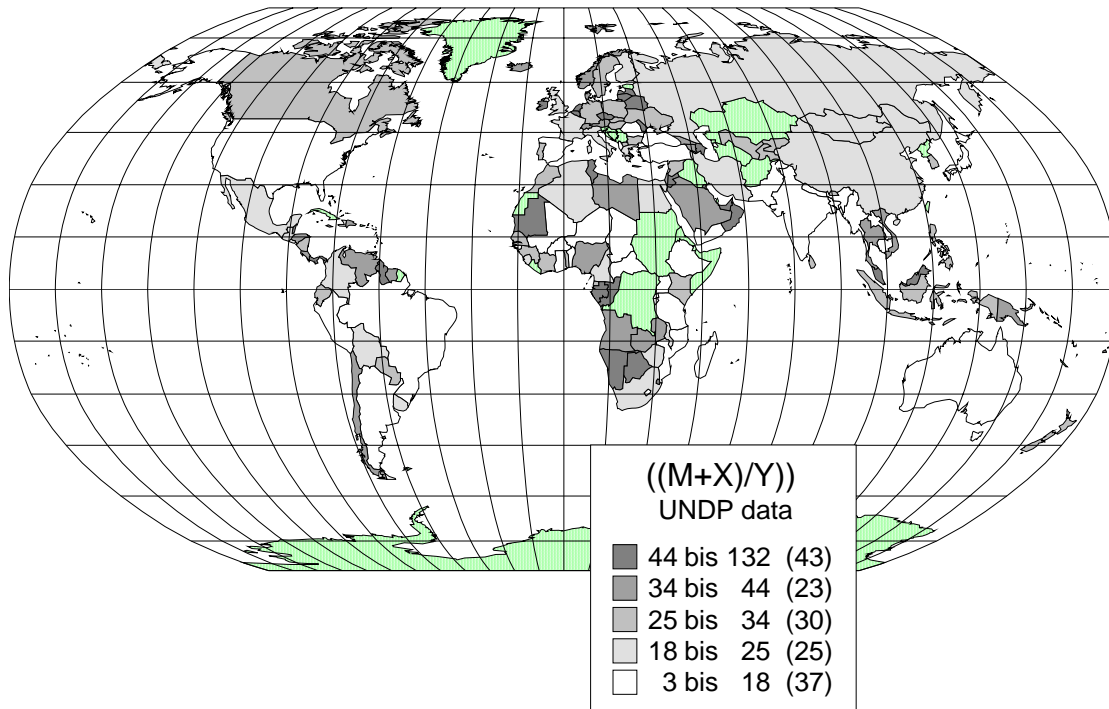 ((M+X)/Y))
UNDP data
44 bis 132 (43)
34 bis 44 (23)
25 bis 34 (30)
18 bis 25 (25)
3 bis 18 (37)